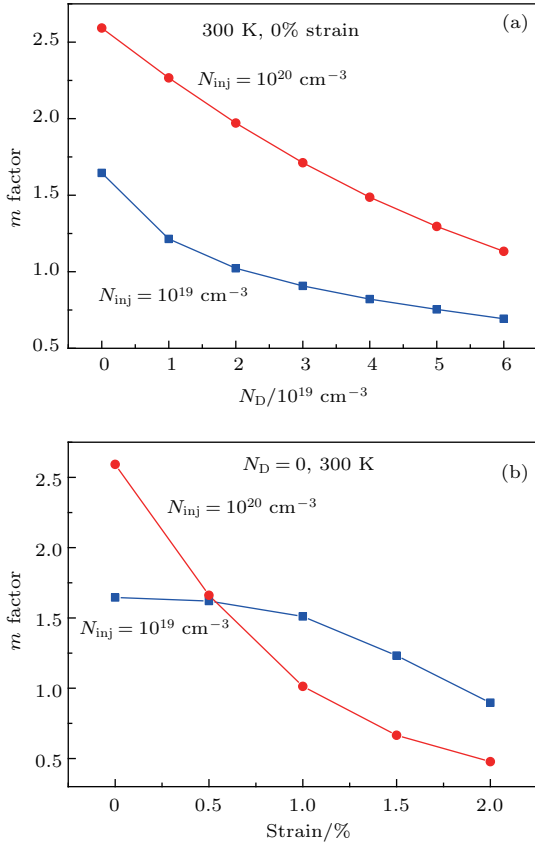 (a)
300 K, 0% strain
N_inj = 10^20 cm^−3
N_inj = 10^19 cm^−3
2.5
2.0
1.5
1.0
0.5
m factor
0 1 2 3 4 5 6
N_D/10^19 cm^−3
(b)
N_D = 0, 300 K
N_inj = 10^20 cm^−3
N_inj = 10^19 cm^−3
2.5
2.0
1.5
1.0
0.5
m factor
0 0.5 1.0 1.5 2.0
Strain/%